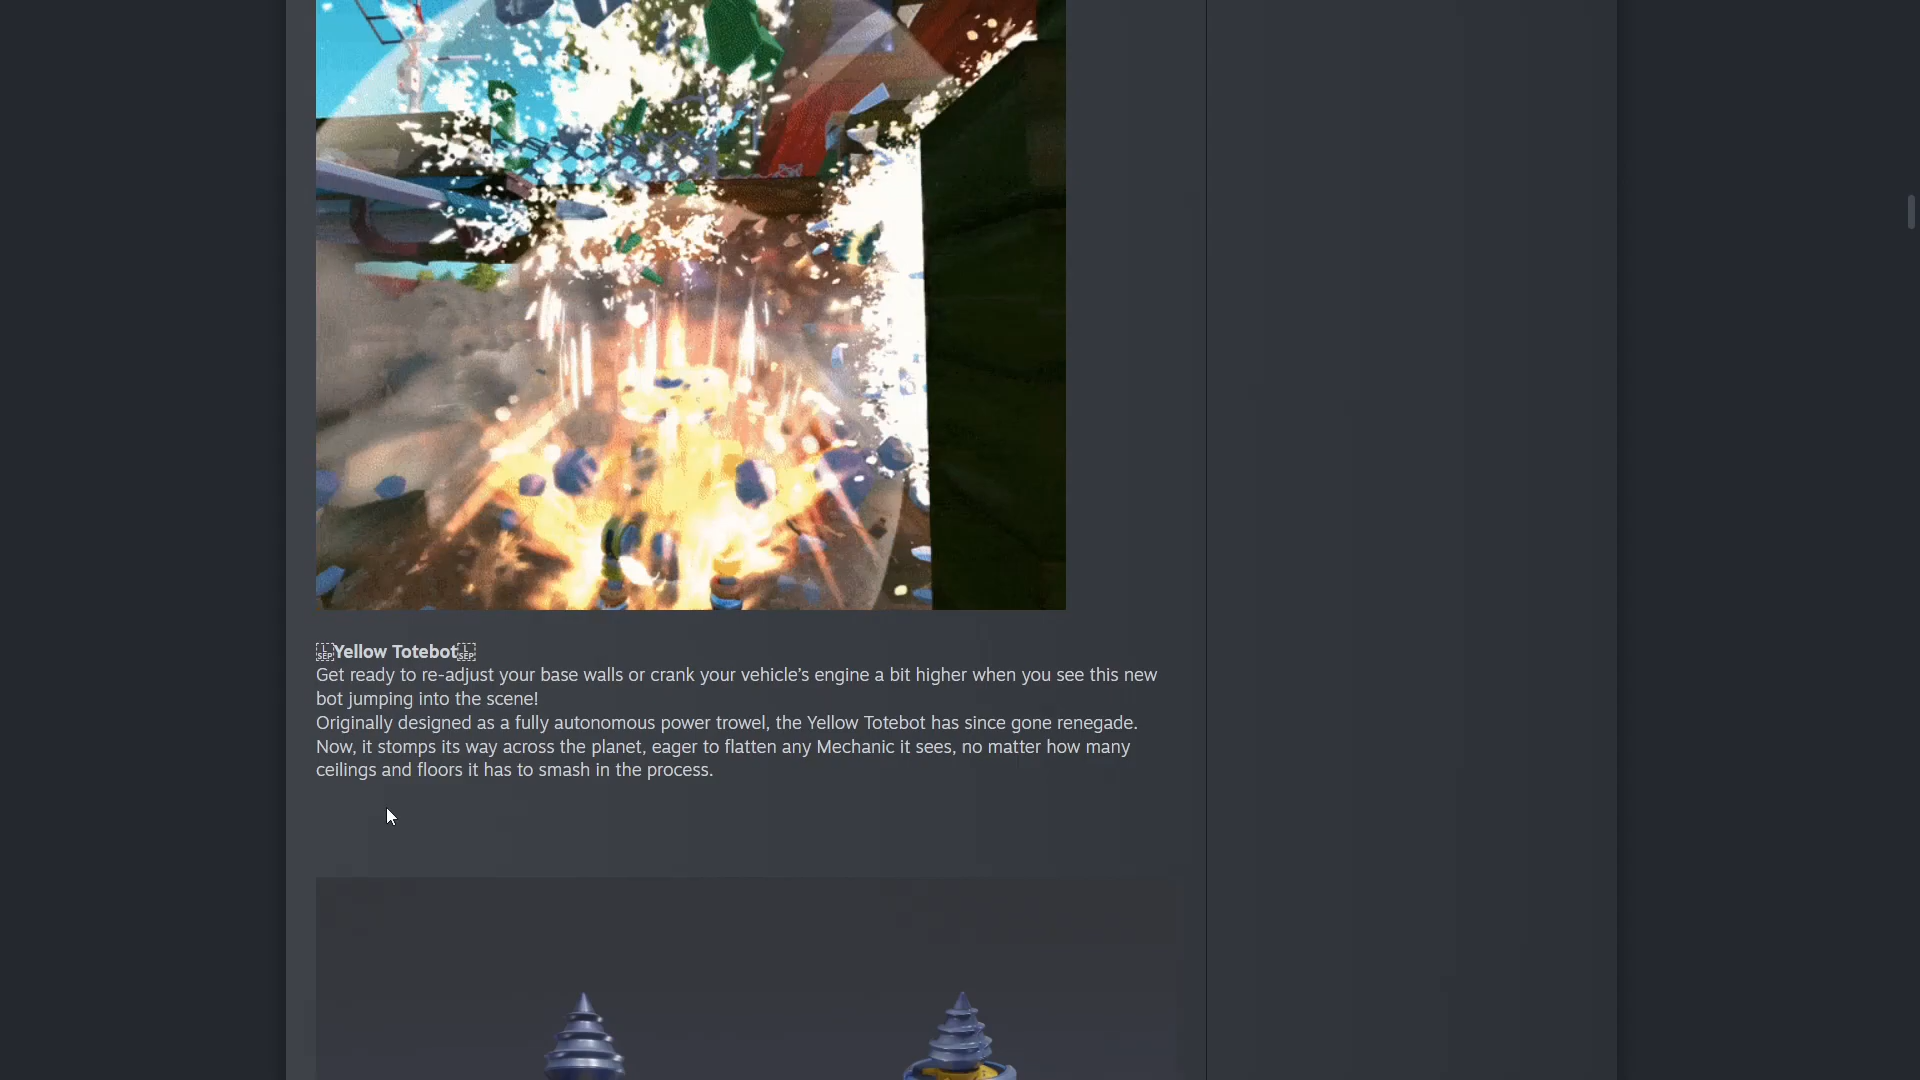 Yellow Totebot
Get ready to re-adjust your base walls or crank your vehicle’s engine a bit higher when you see this new
bot jumping into the scene!
Originally designed as a fully autonomous power trowel, the Yellow Totebot has since gone renegade.
Now, it stomps its way across the planet, eager to flatten any Mechanic it sees, no matter how many
ceilings and floors it has to smash in the process.